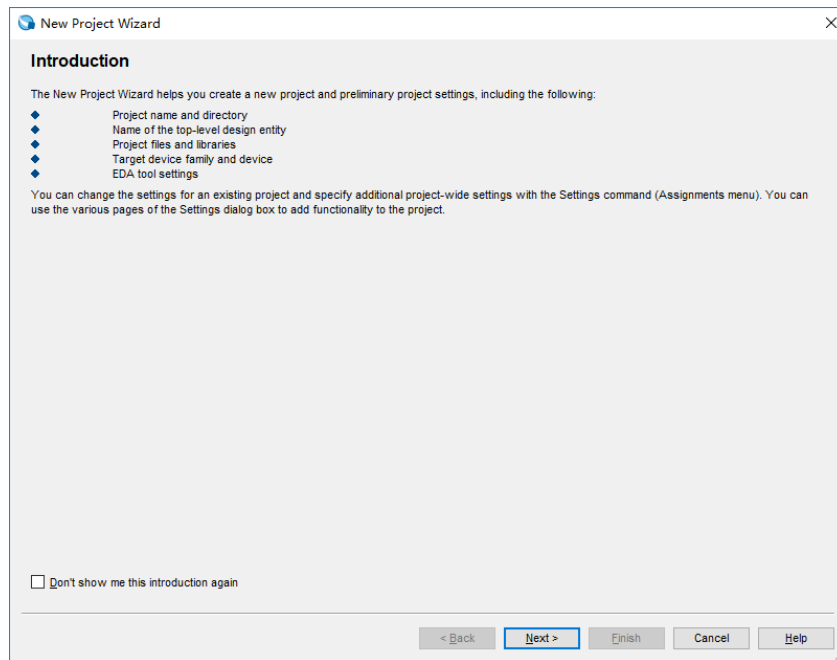 New Project Wizard
Introduction
The New Project Wizard helps you create a new project and preliminary project settings, including the following:
Project name and directory
Name of the top-level design entity
Project files and libraries
Target device family and device
EDA tool settings
You can change the settings for an existing project and specify additional project-wide settings with the Settings command (Assignments menu). You can
use the various pages of the Settings dialog box to add functionality to the project.
Don't show me this introduction again
< Back Next > Finish Cancel Help